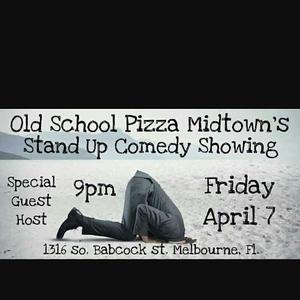 Old School Pizza Midtown's
Stand Up Comedy Showing
Special
Guest
Host
9pm
Friday
April 7
1316 so. Babcock st. Melbourne, Fl.